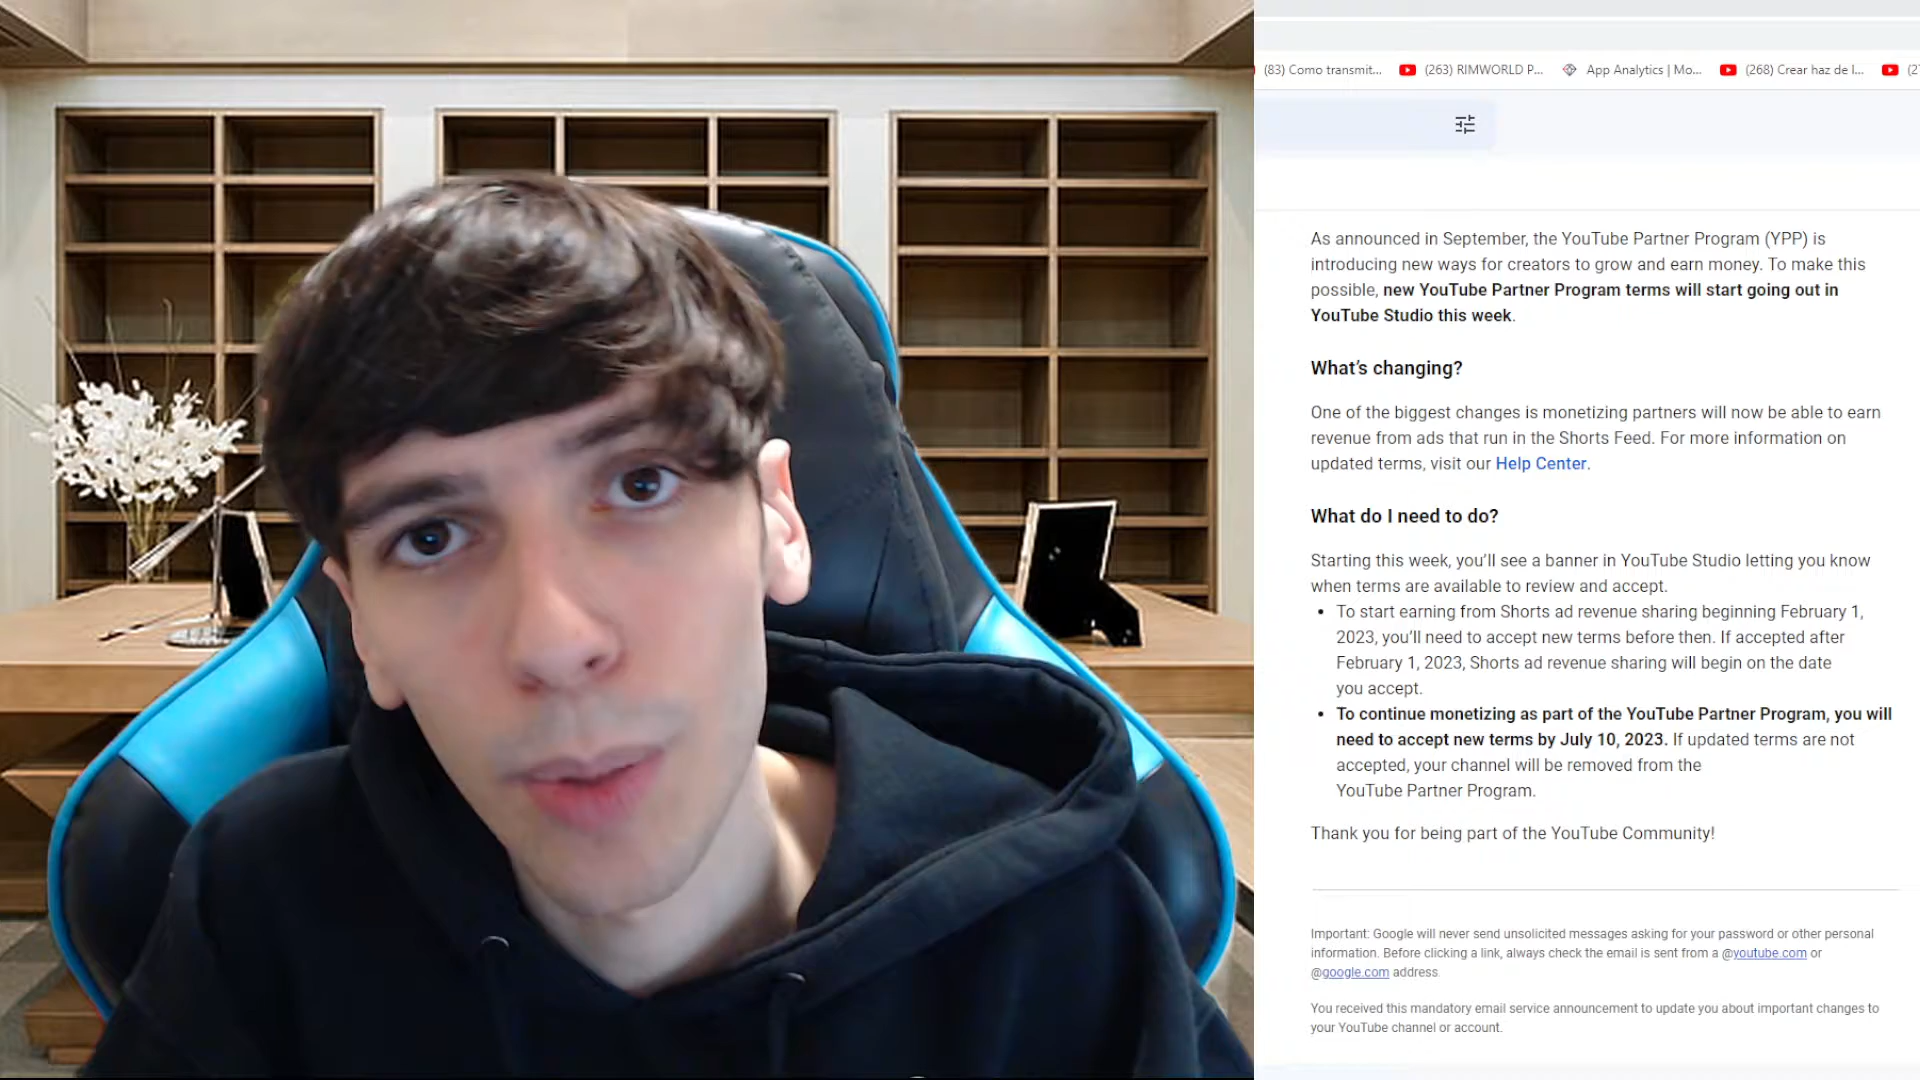 (83) Como transmit...
(263) RIMWORLD P...
App Analytics | Mo...
(268) Crear haz de l...
As announced in September, the YouTube Partner Program (YPP) is
introducing new ways for creators to grow and earn money. To make this
possible, new YouTube Partner Program terms will start going out in
YouTube Studio this week.
What's changing?
One of the biggest changes is monetizing partners will now be able to earn
revenue from ads that run in the Shorts Feed. For more information on
updated terms, visit our Help Center.
What do I need to do?
Starting this week, you'll see a banner in YouTube Studio letting you know
when terms are available to review and accept.
• To start earning from Shorts ad revenue sharing beginning February 1,
2023, you'll need to accept new terms before then. If accepted after
February 1, 2023, Shorts ad revenue sharing will begin on the date
you accept.
• To continue monetizing as part of the YouTube Partner Program, you will
need to accept new terms by July 10, 2023. If updated terms are not
accepted, your channel will be removed from the
YouTube Partner Program.
Thank you for being part of the YouTube Community!
Important: Google will never send unsolicited messages asking for your password or other personal
information. Before clicking a link, always check the email is sent from a @youtube.com or
@google.com address.
You received this mandatory email service announcement to update you about important changes to
your YouTube channel or account.